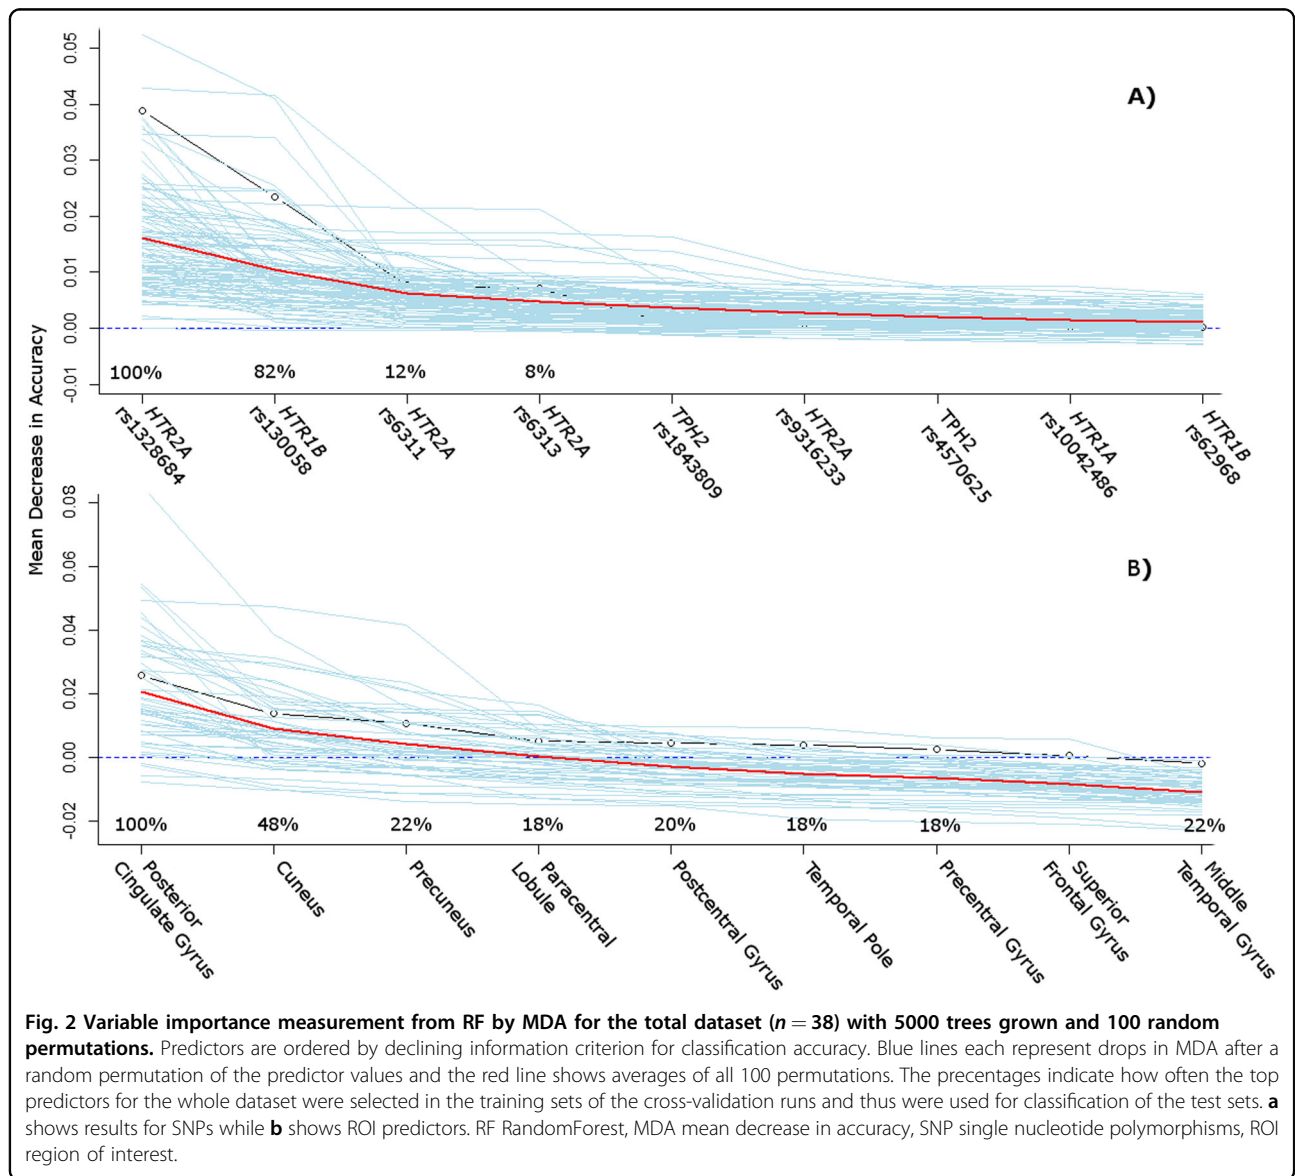 Mean Decrease in Accuracy
A)
0.05
0.04
0.03
0.02
0.01
0.00
-0.01
100% 82% 12% 8%
HTR2A rs1328684
HTR1B rs130058
HTR2A rs6311
HTR2A rs6313
TPH2 rs1843809
HTR2A rs9316233
TPH2 rs4570625
HTR1A rs10042486
HTR1B rs62968
B)
0.08
0.06
0.04
0.02
0.00
-0.02
100% 48% 22% 18% 20% 18% 18% 22%
Posterior Cingulate Gyrus
Cuneus
Precuneus
Paracentral Lobule
Postcentral Gyrus
Temporal Pole
Precentral Gyrus
Superior Frontal Gyrus
Middle Temporal Gyrus
Fig. 2 Variable importance measurement from RF by MDA for the total dataset (n = 38) with 5000 trees grown and 100 random
permutations. Predictors are ordered by declining information criterion for classification accuracy. Blue lines each represent drops in MDA after a
random permutation of the predictor values and the red line shows averages of all 100 permutations. The precentages indicate how often the top
predictors for the whole dataset were selected in the training sets of the cross-validation runs and thus were used for classification of the test sets. a
shows results for SNPs while b shows ROI predictors. RF RandomForest, MDA mean decrease in accuracy, SNP single nucleotide polymorphisms, ROI
region of interest.